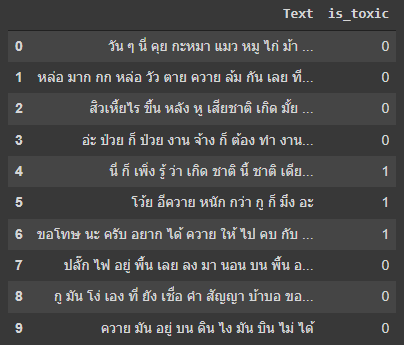 Text is_toxic
0 วัน ๆ นี่ คุย กะหมา แมว หมู ไก่ ม้า ... 0
1 หล่อ มาก กก หล่อ วัว ตาย ควาย ล้ม กัน เลย ที่... 0
2 สิวเหี้ยไร ขึ้น หลัง หู เสียชาติ เกิด มั้ย ... 0
3 อ่ะ ป่วย ก็ ป่วย งาน จ้าง ก็ ต้อง ทำ งาน... 0
4 นี่ ก็ เพิ่ง รู้ ว่า เกิด ชาติ นี้ ชาติ เดีย... 1
5 โว้ย อีควาย หนัก กว่า กู ก็ มึง อะ 1
6 ขอโทษ นะ ครับ อยาก ได้ ควาย ให้ ไป คบ กับ ... 1
7 ปลั๊ก ไฟ อยู่ พื้น เลย ลง มา นอน บน พื้น อ... 0
8 กู มัน โง่ เอง ที่ ยัง เชื่อ คำ สัญญา บ้าบอ ขอ... 0
9 ควาย มัน อยู่ บน ดิน ไง มัน บิน ไม่ ได้ 0